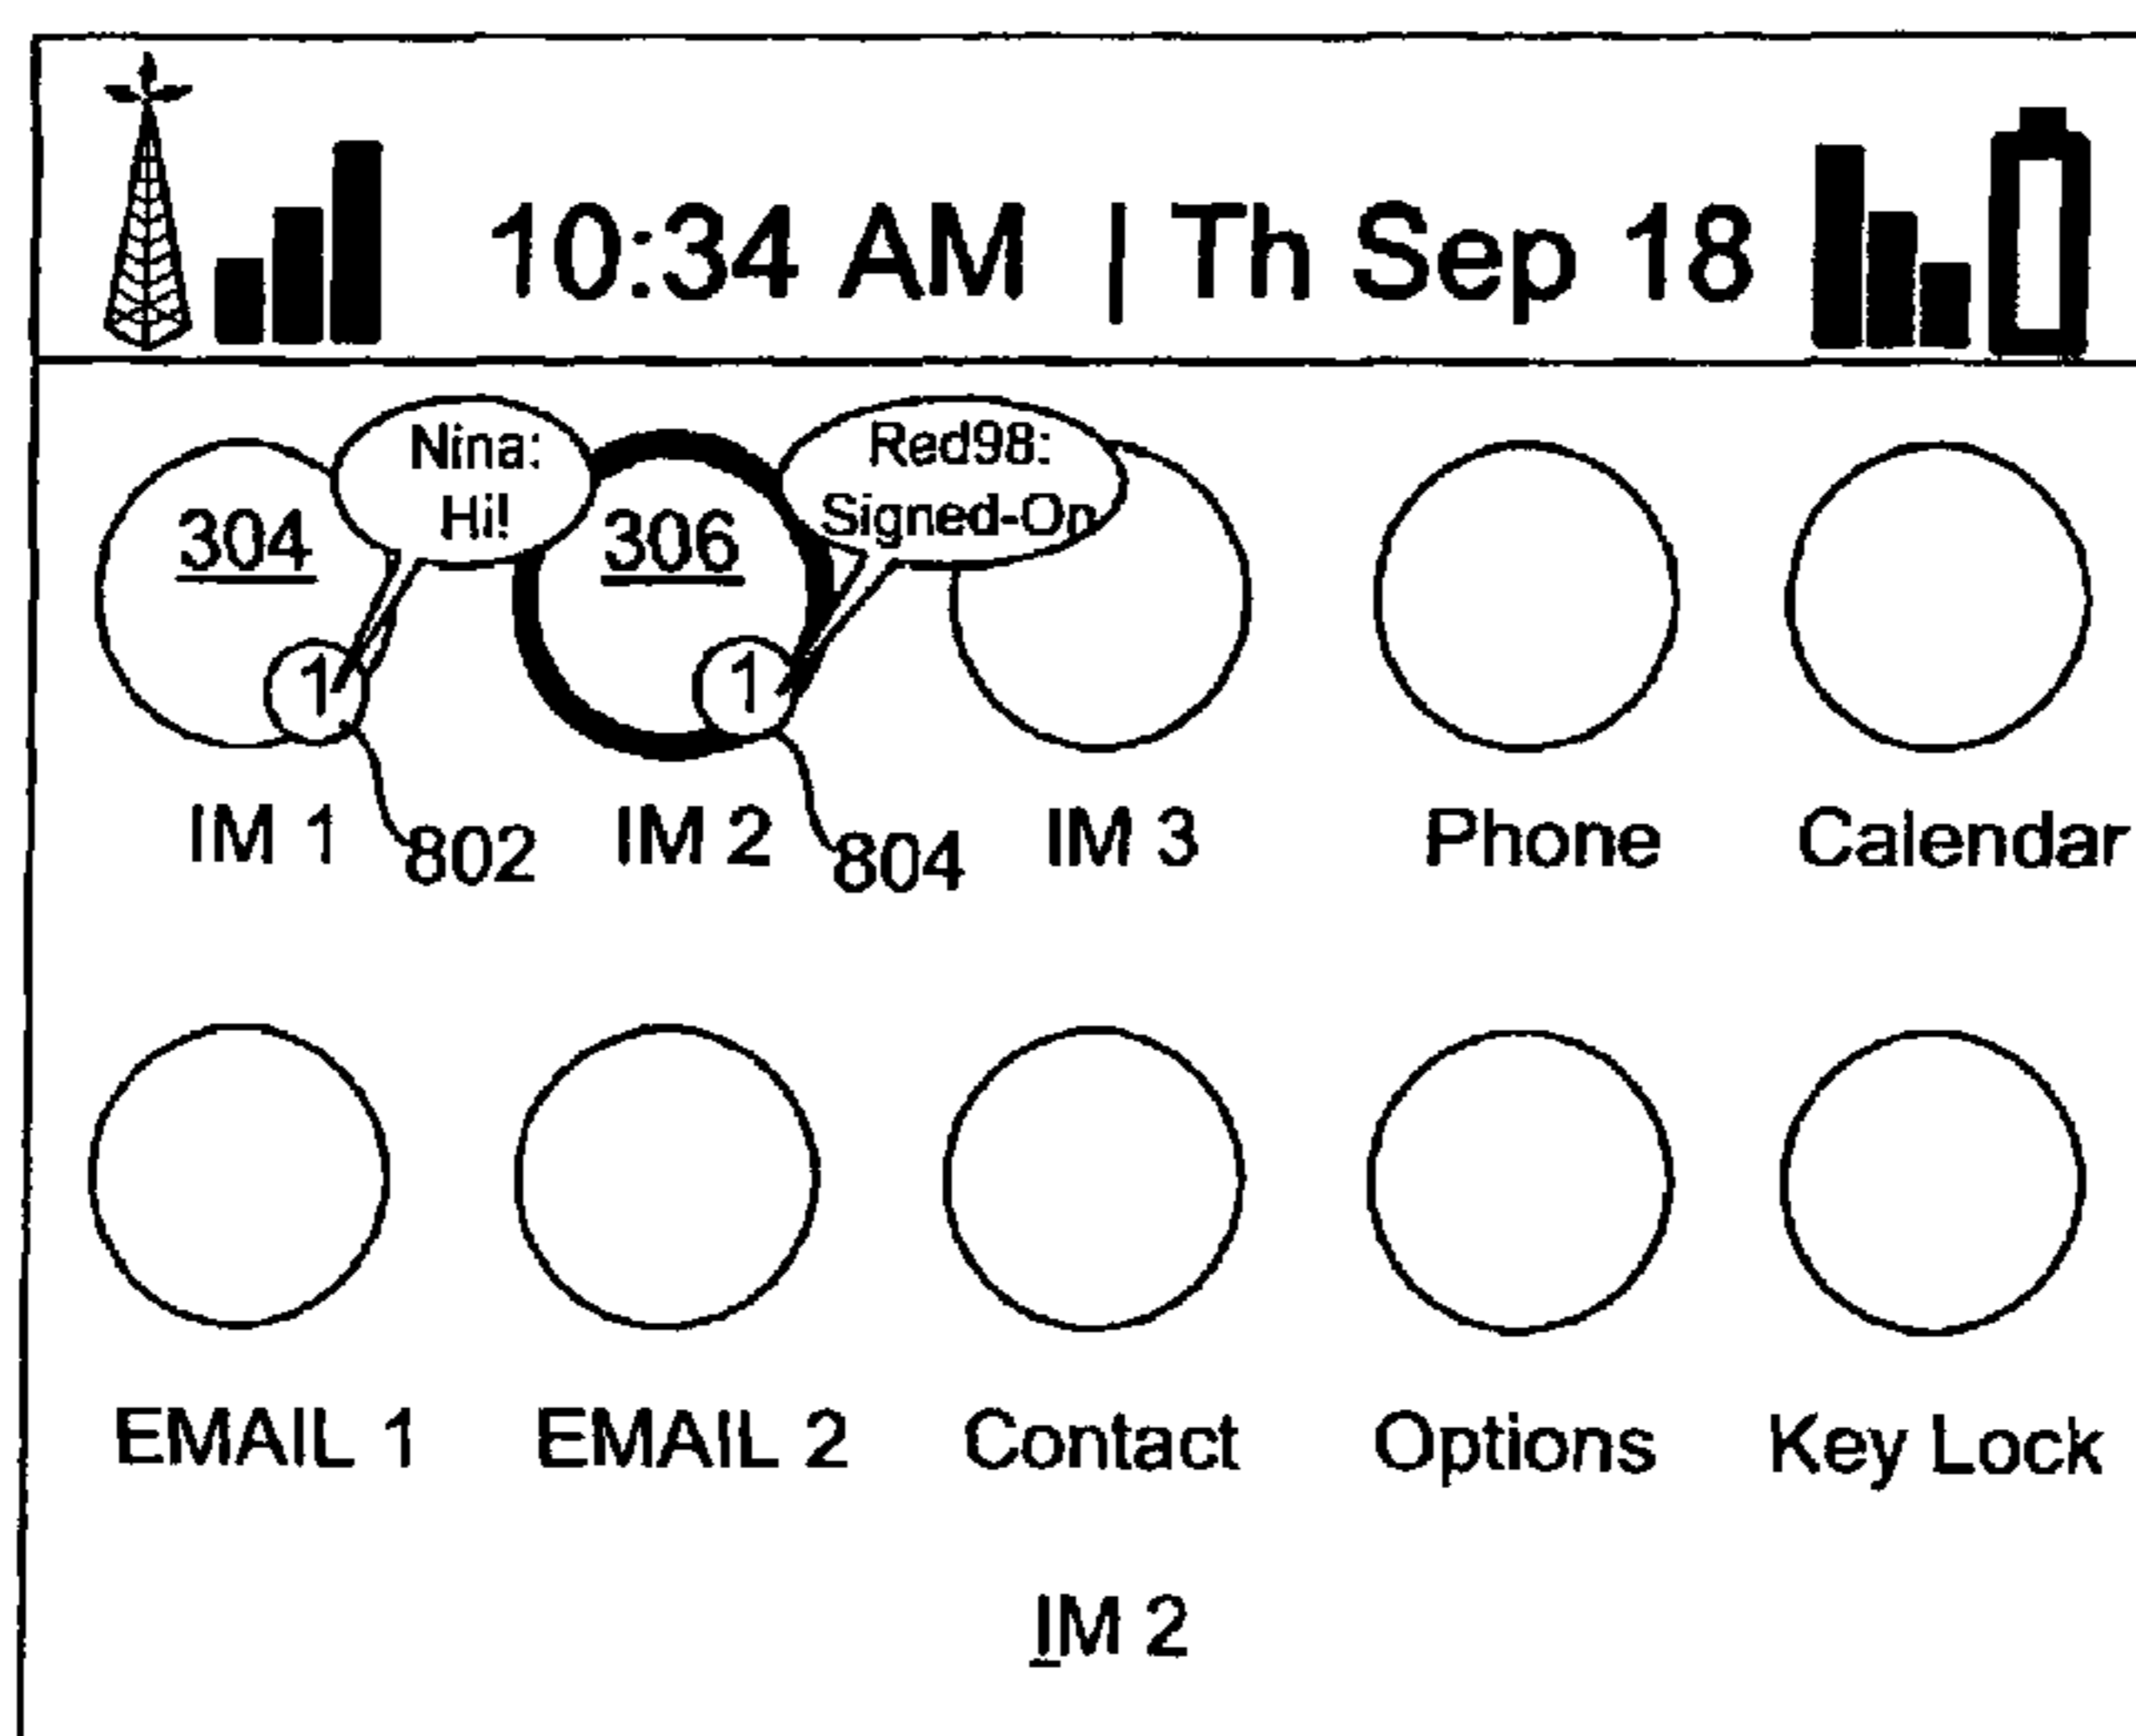 10:34 AM | Th Sep 18
Nina:
Hi!
Red98:
Signed-On
304
306
1
1
IM 1
802
IM 2
804
IM 3
Phone
Calendar
EMAIL 1
EMAIL 2
Contact
Options
Key Lock
IM 2